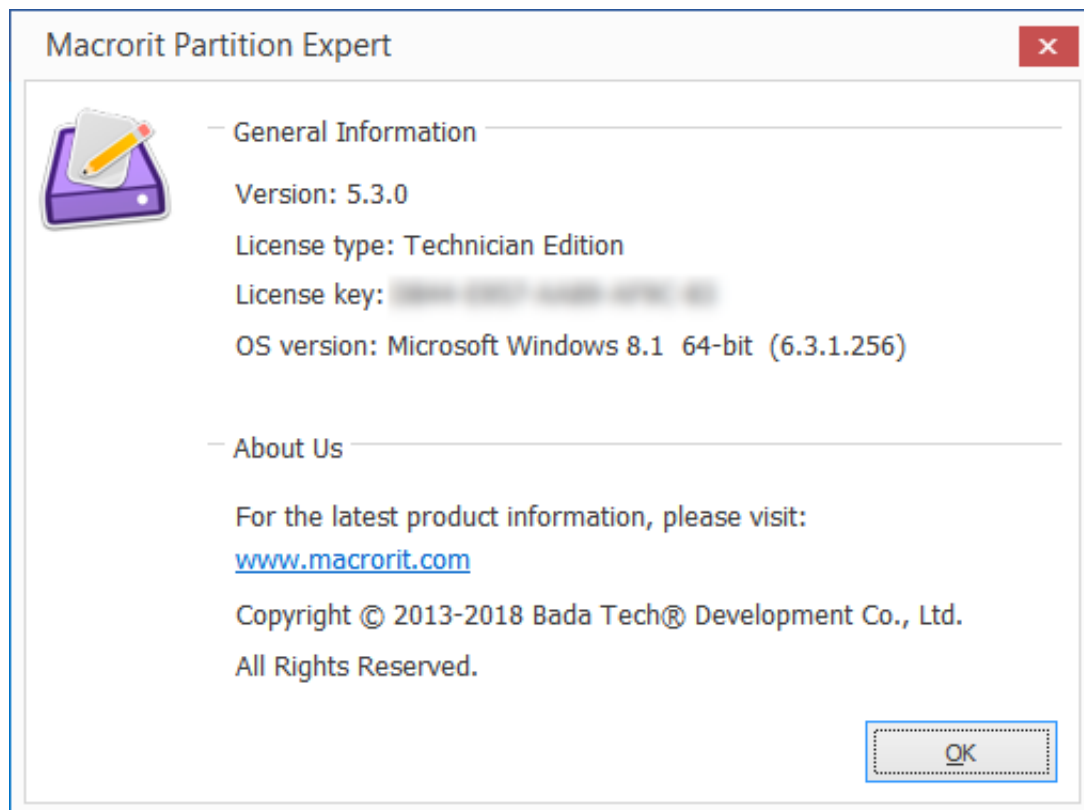 Macrorit Partition Expert
General Information
Version: 5.3.0
License type: Technician Edition
License key:
OS version: Microsoft Windows 8.1  64-bit  (6.3.1.256)
About Us
For the latest product information, please visit:
www.macrorit.com
Copyright © 2013-2018 Bada Tech® Development Co., Ltd.
All Rights Reserved.
OK